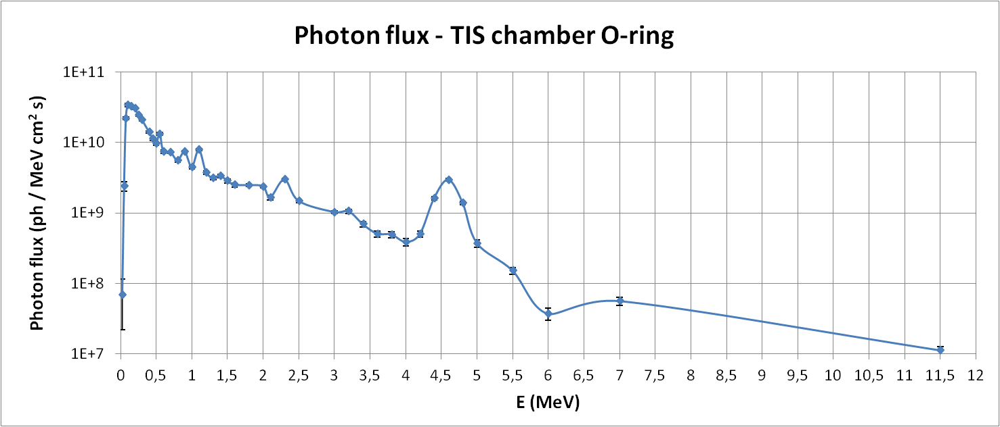 Photon flux - TIS chamber O-ring
Photon flux (ph / MeV cm² s)
1E+11
1E+10
1E+9
1E+8
1E+7
0 0,5 1 1,5 2 2,5 3 3,5 4 4,5 5 5,5 6 6,5 7 7,5 8 8,5 9 9,5 10 10,5 11 11,5 12
E (MeV)